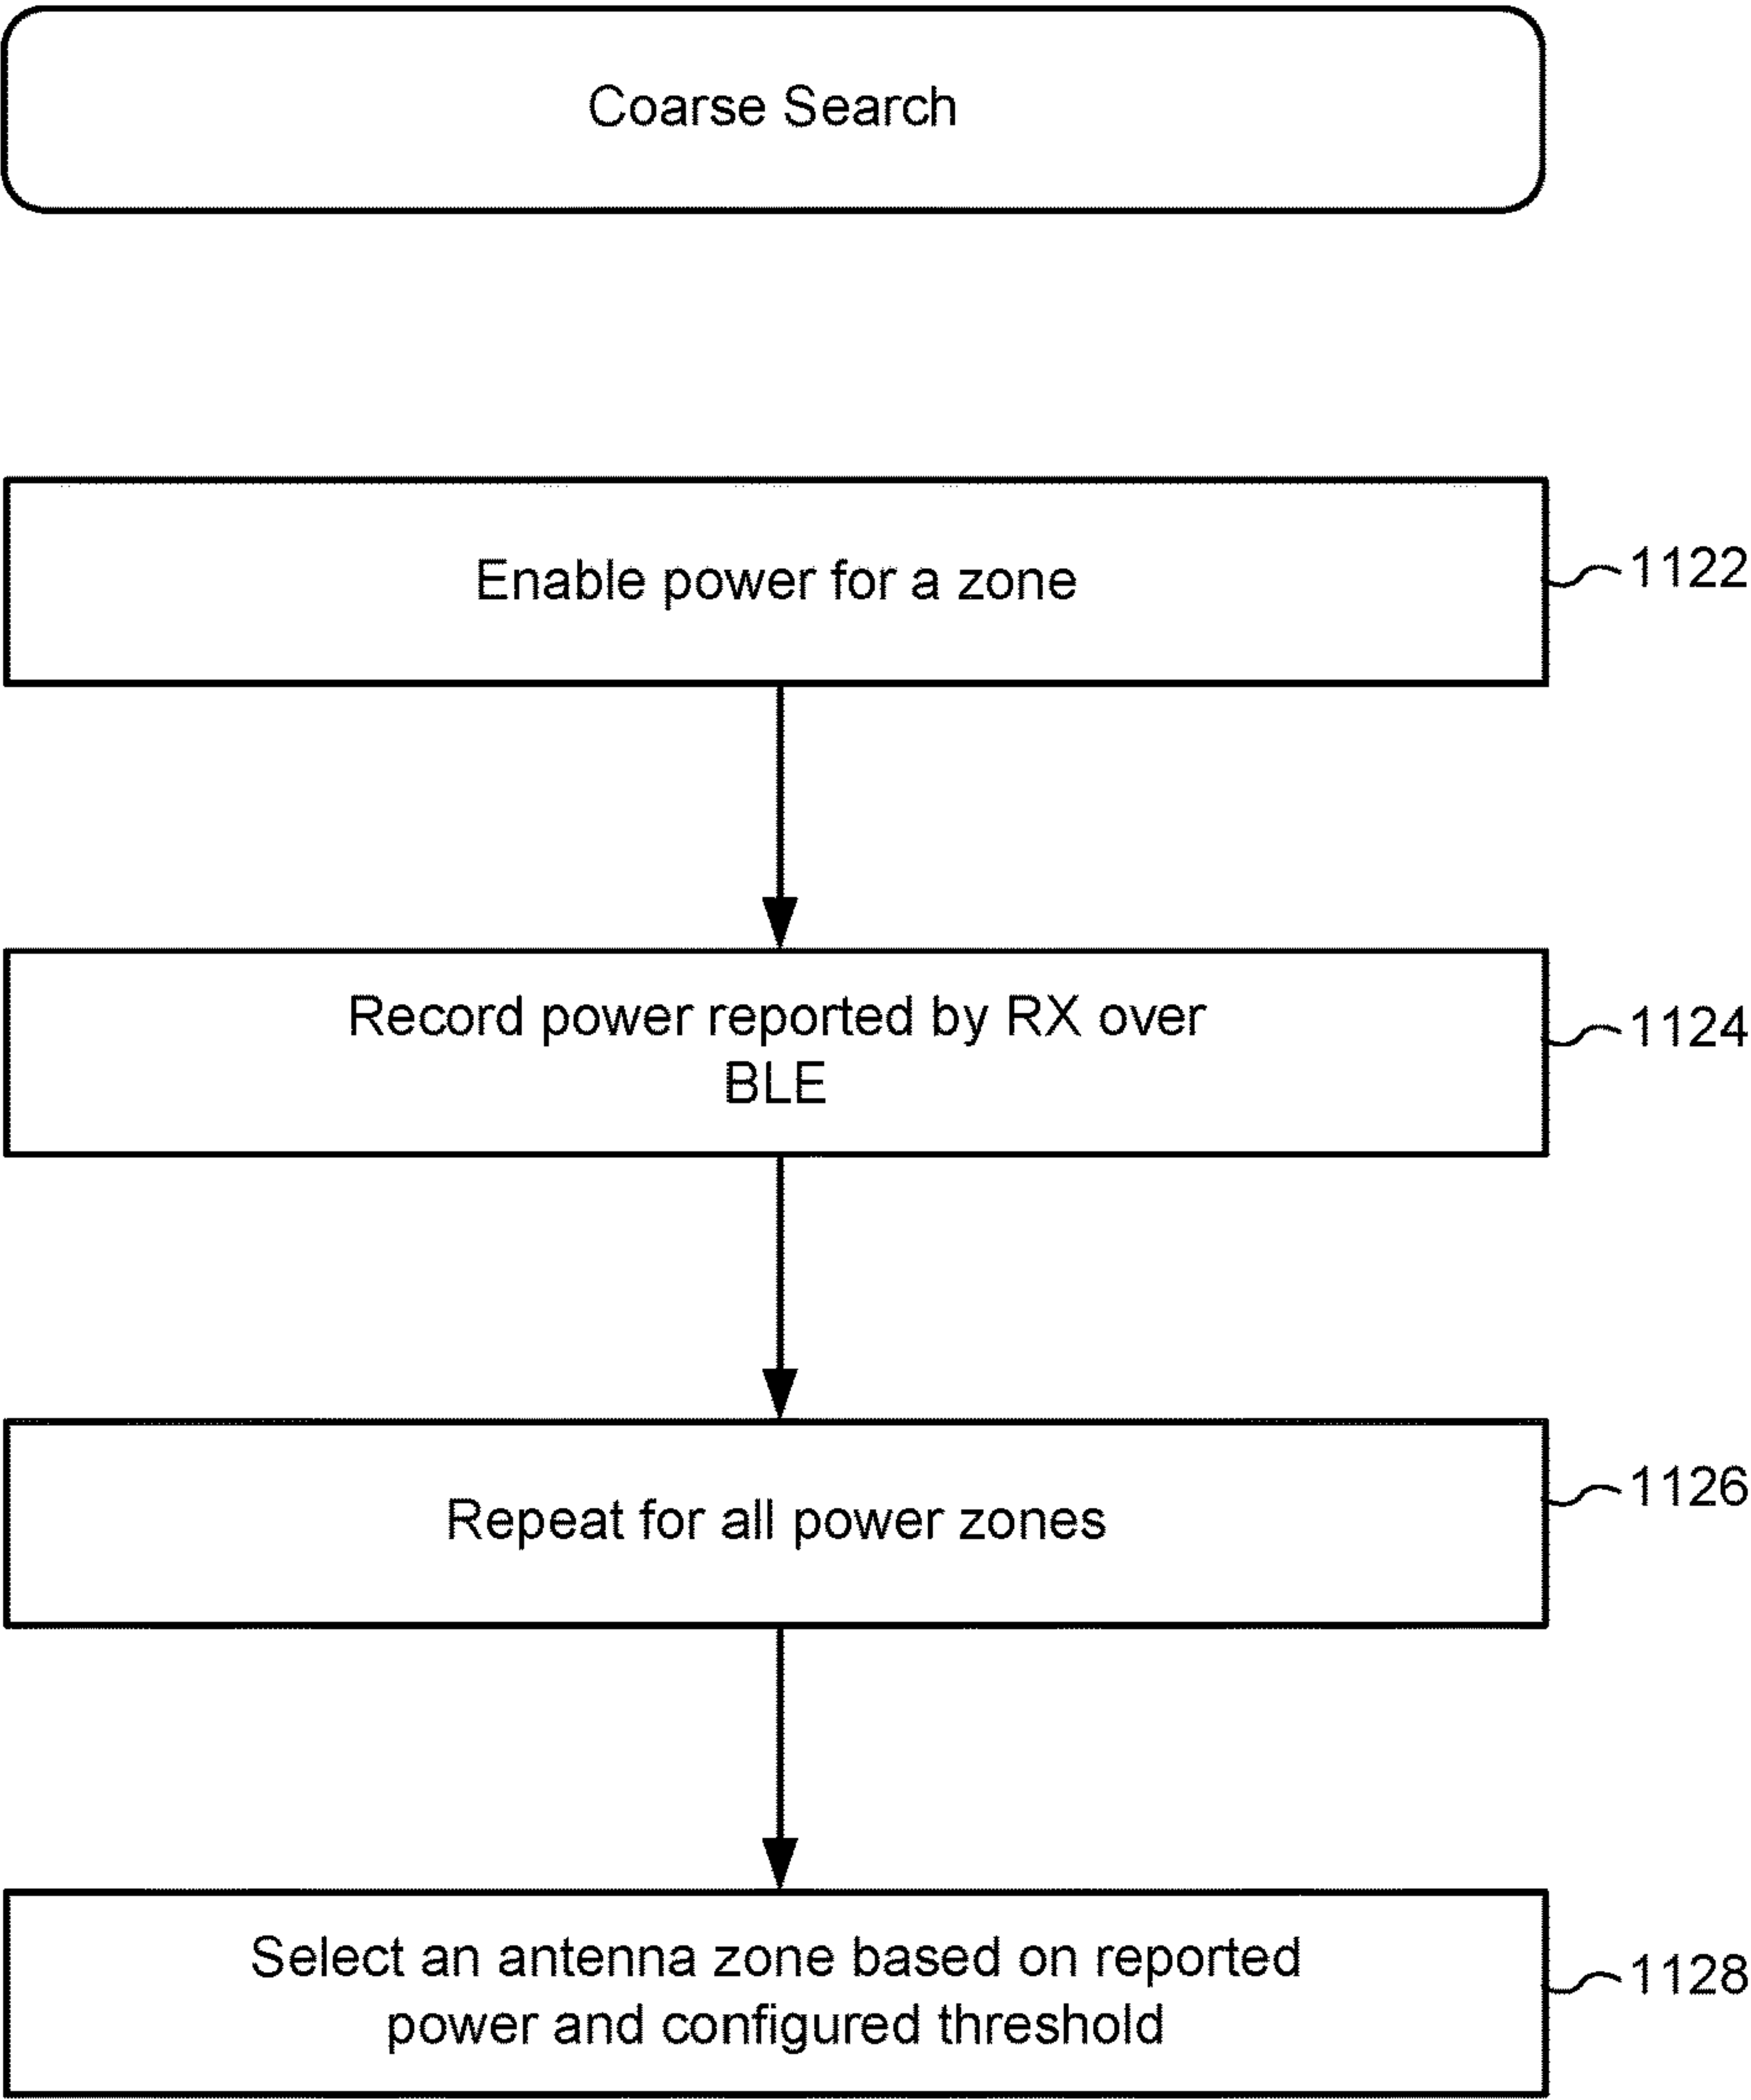 Coarse Search
Enable power for a zone
1122
Record power reported by RX over
BLE
1124
Repeat for all power zones
1126
Select an antenna zone based on reported
power and configured threshold
1128